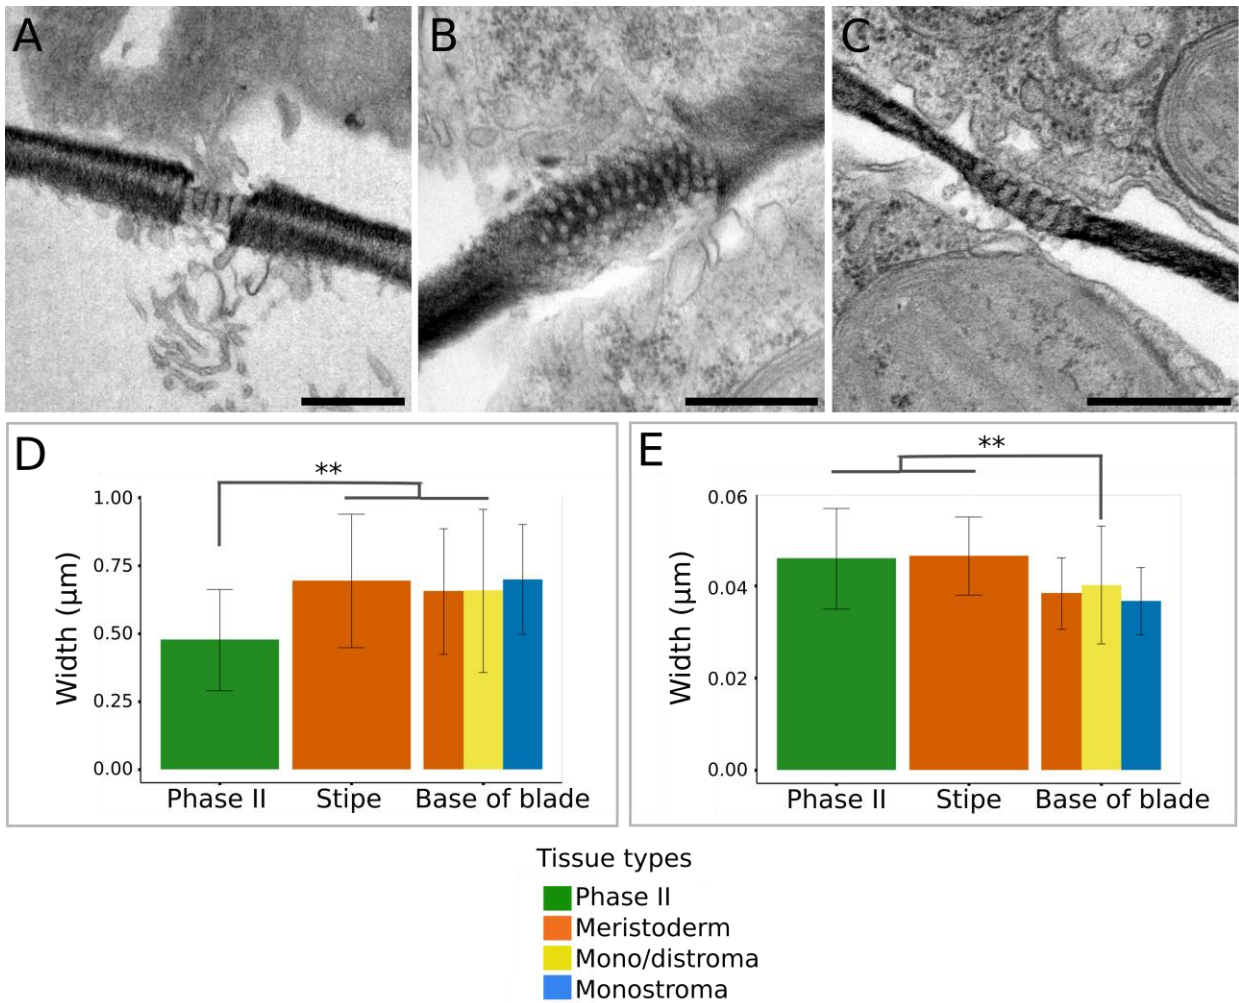 A
B
C
D
**
1.00
0.75
0.50
0.25
0.00
Width (µm)
Phase II
Stipe
Base of blade
E
**
0.06
0.04
0.02
0.00
Width (µm)
Phase II
Stipe
Base of blade
Tissue types
Phase II
Meristoderm
Mono/distroma
Monostroma